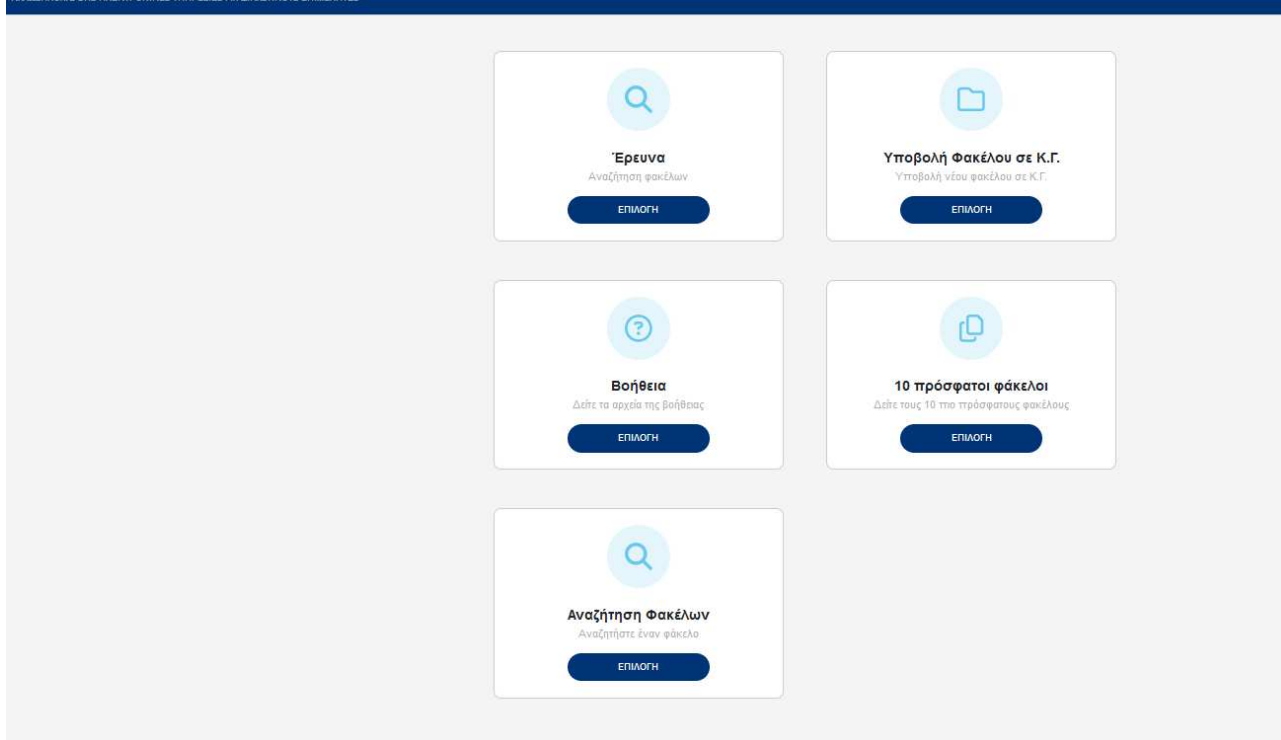 Έρευνα
Αναζήτηση φακέλων
ΕΠΙΛΟΓΗ
Υποβολή Φακέλου σε Κ.Γ.
Υποβολή νέου φακέλου σε Κ.Γ.
ΕΠΙΛΟΓΗ
Βοήθεια
Δείτε τα αρχεία της βοήθειας
ΕΠΙΛΟΓΗ
10 πρόσφατοι φάκελοι
Δείτε τους 10 πιο πρόσφατους φακέλους
ΕΠΙΛΟΓΗ
Αναζήτηση Φακέλων
Αναζητήστε έναν φάκελο
ΕΠΙΛΟΓΗ